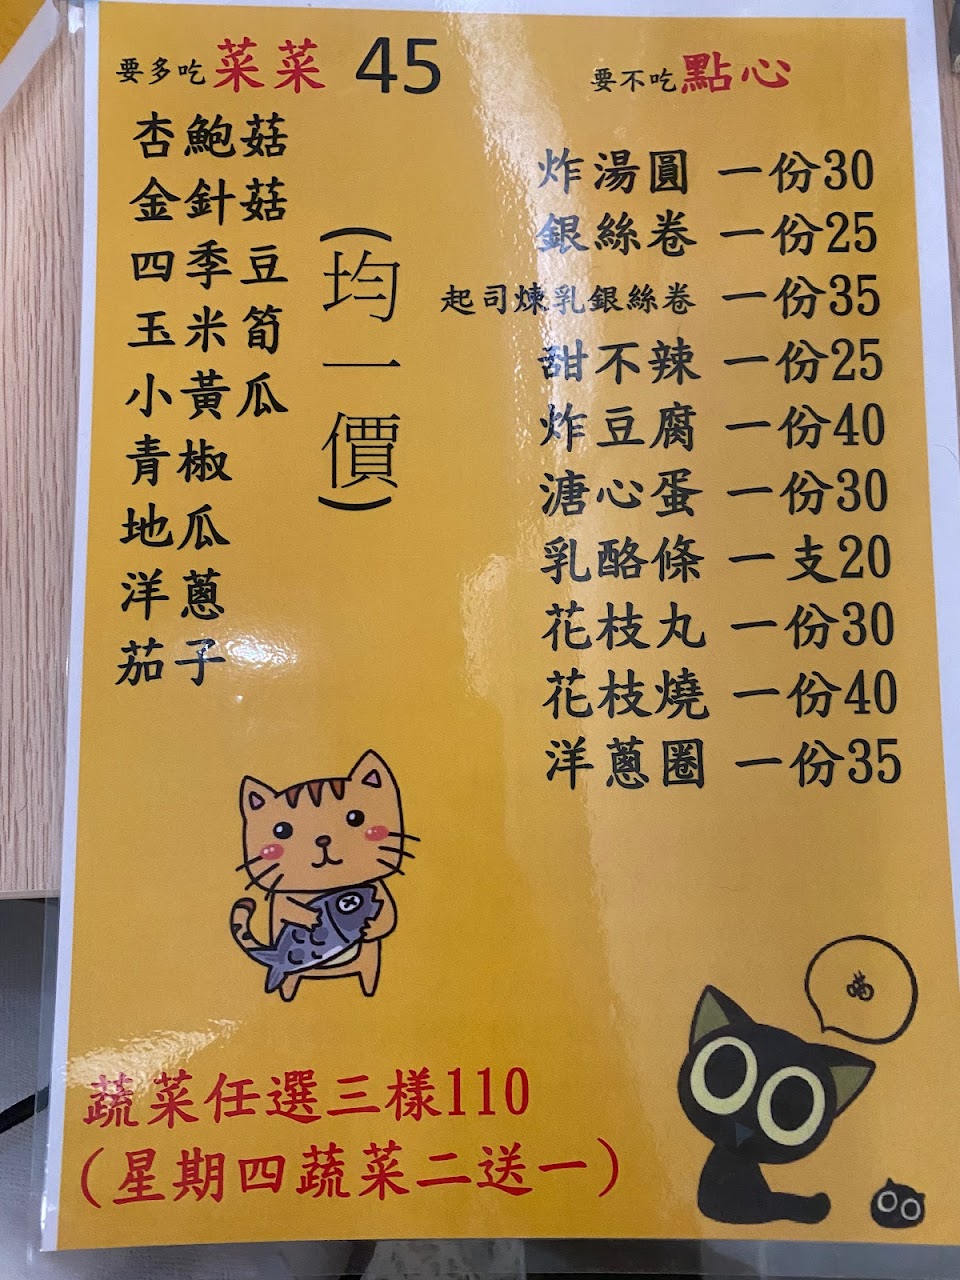 要多吃菜菜 45
杏鮑菇
金針菇
四季豆
玉米筍
小黃瓜
青椒
地瓜
洋蔥
茄子
(均一價)
要不吃點心
炸湯圓 一份30
銀絲卷 一份25
起司煉乳銀絲卷 一份35
甜不辣 一份25
炸豆腐 一份40
溏心蛋 一份30
乳酪條 一支20
花枝丸 一份30
花枝燒 一份40
洋蔥圈 一份35
喵
蔬菜任選三樣110
(星期四蔬菜二送一)